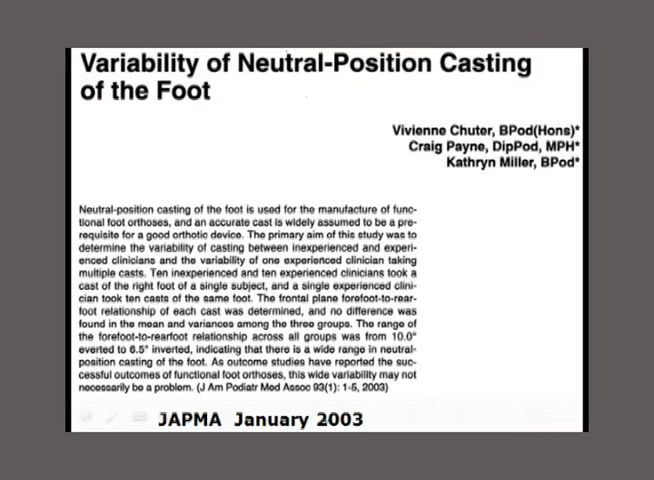 Variability of Neutral-Position Casting
of the Foot
Vivienne Chuter, BPod(Hons)*
Craig Payne, DipPod, MPH*
Kathryn Miller, BPod*
Neutral-position casting of the foot is used for the manufacture of func-
tional foot orthoses, and an accurate cast is widely assumed to be a pre-
requisite for a good orthotic device. The primary aim of this study was to
determine the variability of casting between inexperienced and experi-
enced clinicians and the variability of one experienced clinician taking
multiple casts. Ten inexperienced and ten experienced clinicians took a
cast of the right foot of a single subject, and a single experienced clini-
cian took ten casts of the same foot. The frontal plane forefoot-to-rear-
foot relationship of each cast was determined, and no difference was
found in the mean and variances among the three groups. The range of
the forefoot-to-rearfoot relationship across all groups was from 10.0°
everted to 6.5° inverted, indicating that there is a wide range in neutral-
position casting of the foot. As outcome studies have reported the suc-
cessful outcomes of functional foot orthoses, this wide variability may not
necessarily be a problem. (J Am Podiatr Med Assoc 93(1): 1-5, 2003)
JAPMA January 2003